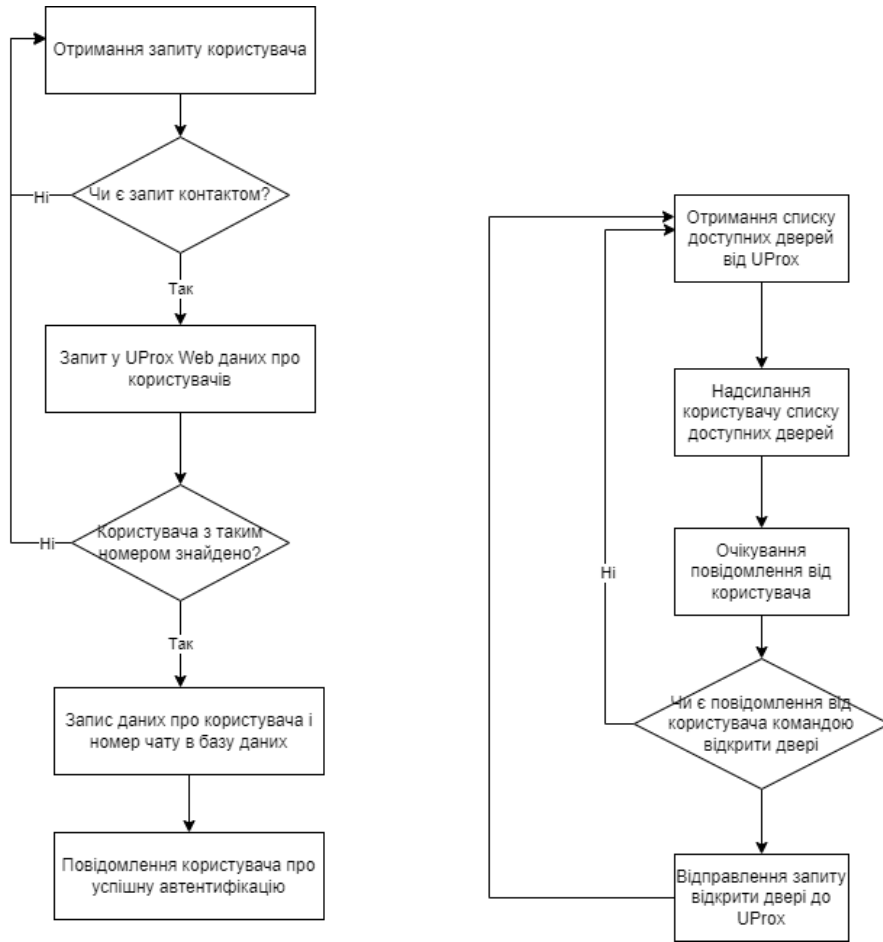 Отримання запиту користувача
Чи є запит контактом?
Ні
Так
Запит у UProx Web даних про
користувачів
Користувача з таким
номером знайдено?
Ні
Так
Запис даних про користувача і
номер чату в базу даних
Повідомлення користувача про
успішну автентифікацію
Отримання списку
доступних дверей
від UProx
Надсилання
користувачу списку
доступних дверей
Очікування
повідомлення від
користувача
Ні
Чи є повідомлення від
користувача командою
відкрити двері
Відправлення запиту
відкрити двері до
UProx